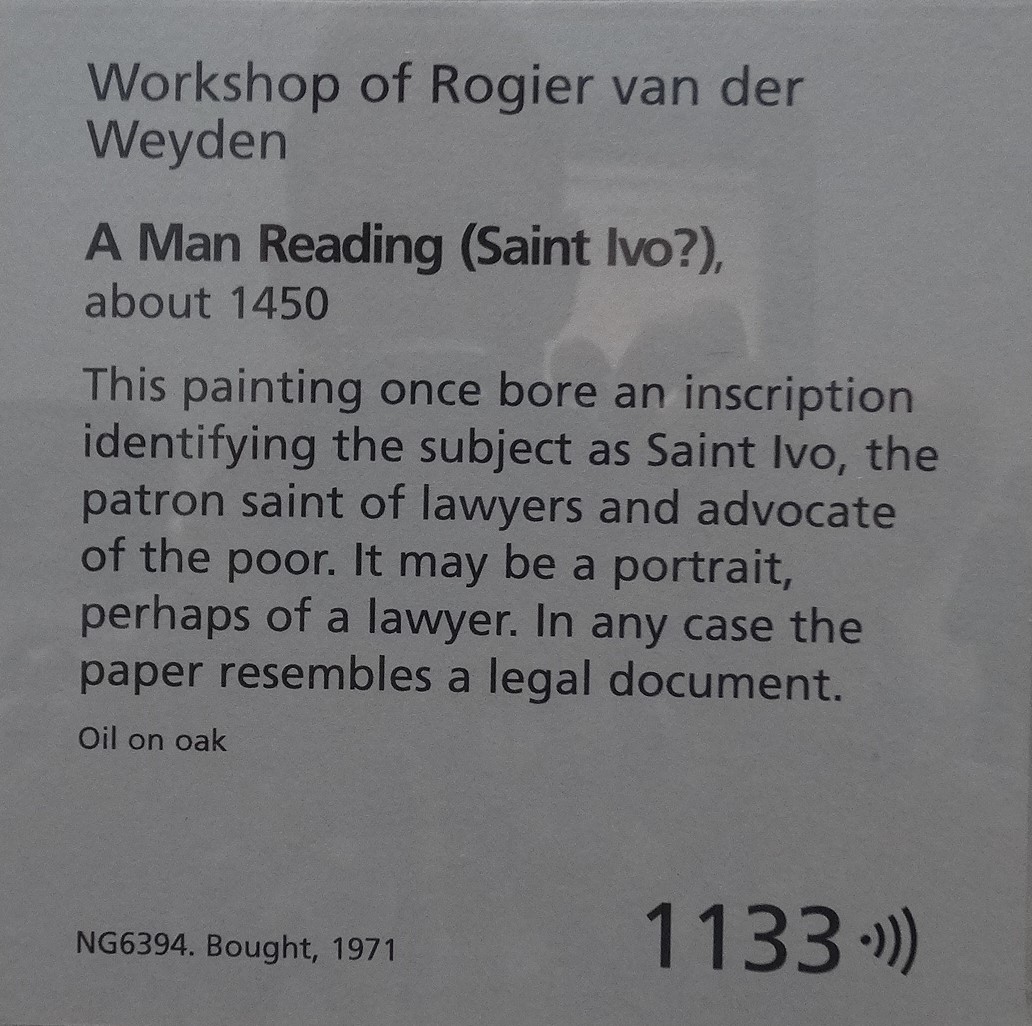 Workshop of Rogier van der
Weyden
A Man Reading (Saint Ivo?),
about 1450
This painting once bore an inscription
identifying the subject as Saint Ivo, the
patron saint of lawyers and advocate
of the poor. It may be a portrait,
perhaps of a lawyer. In any case the
paper resembles a legal document.
Oil on oak
NG6394. Bought, 1971
1133